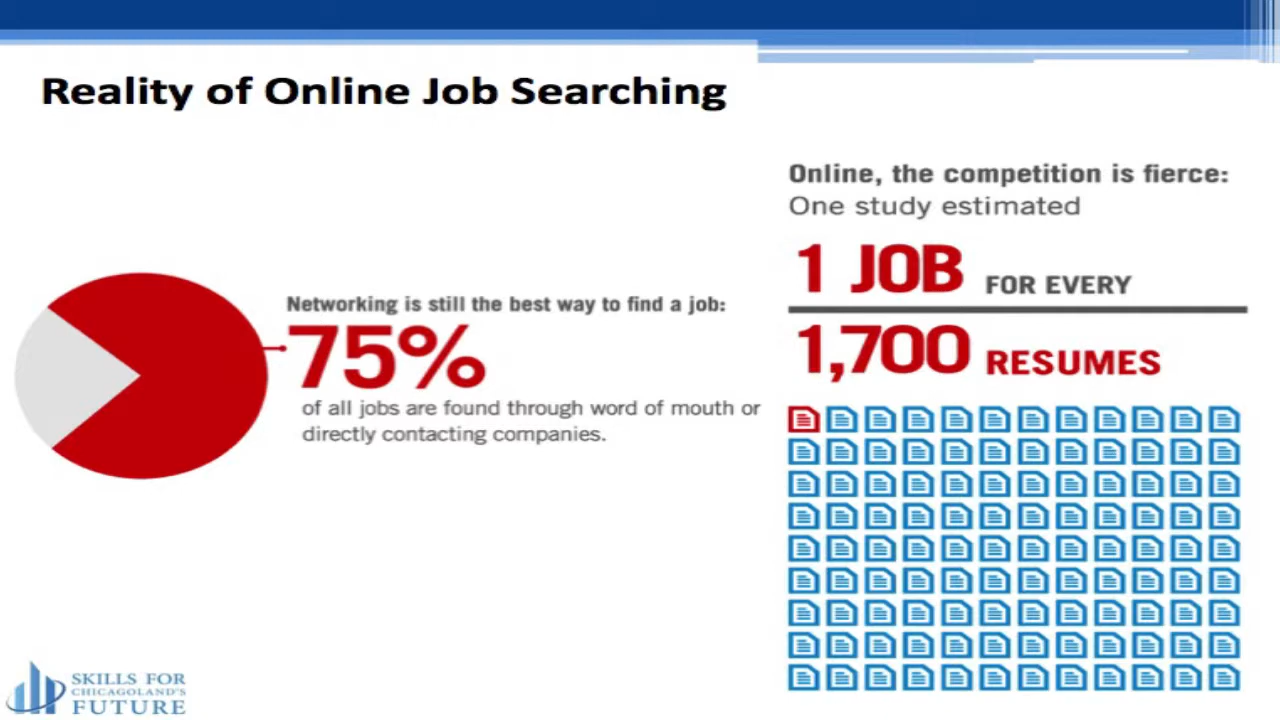 Reality of Online Job Searching
Networking is still the best way to find a job:
75%
of all jobs are found through word of mouth or
directly contacting companies.
Online, the competition is fierce:
One study estimated
1 JOB FOR EVERY
1,700 RESUMES
SKILLS FOR
CHICAGOLAND'S
FUTURE